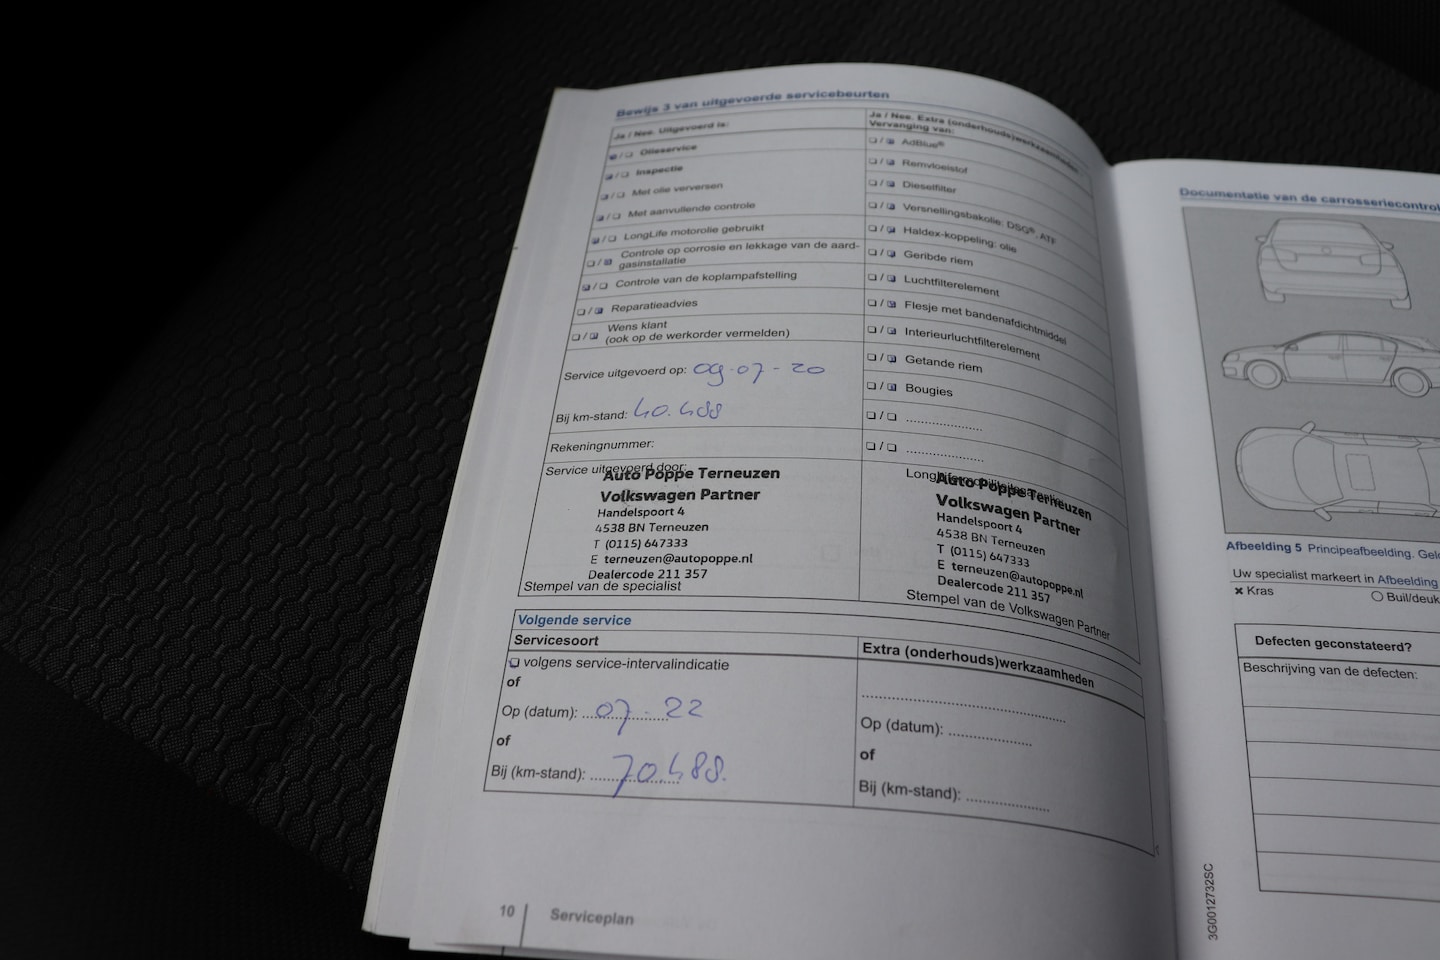 Bewijs 3 van uitgevoerde servicebeurten
Ja / Nee. Uitgevoerd is:
❑ / ❑ Olieservice
❑ / ❑ Inspectie
❑ / ❑ Met olie verversen
❑ / ❑ Met aanvullende controle
❑ / ❑ LongLife motorolie gebruikt
❑ / ❑ Controle op corrosie en lekkage van de aard-
gasinstallatie
❑ / ❑ Controle van de koplampafstelling
❑ / ❑ Reparatieadvies
❑ / ❑ Wens klant
(ook op de werkorder vermelden)
Service uitgevoerd op: 09-07-20
Bij km-stand: 40.488
Rekeningnummer:
Service uitgevoerd door:
Auto Poppe Terneuzen
Volkswagen Partner
Handelspoort 4
4538 BN Terneuzen
T (0115) 647333
E terneuzen@autopoppe.nl
Dealercode 211 357
Stempel van de specialist
Ja / Nee. Extra (onderhouds)werkzaamheden
Vervanging van:
❑ / ❑ AdBlue®
❑ / ❑ Remvloeistof
❑ / ❑ Dieselfilter
❑ / ❑ Versnellingsbakolie: DSG®, ATF
❑ / ❑ Haldex-koppeling: olie
❑ / ❑ Geribde riem
❑ / ❑ Luchtfilterelement
❑ / ❑ Flesje met bandenafdichtmiddel
❑ / ❑ Interieurluchtfilterelement
❑ / ❑ Getande riem
❑ / ❑ Bougies
❑ / ❑ ....................
❑ / ❑ ....................
Auto Poppe Terneuzen
Volkswagen Partner
Handelspoort 4
4538 BN Terneuzen
T (0115) 647333
E terneuzen@autopoppe.nl
Dealercode 211 357
Stempel van de Volkswagen Partner
Volgende service
Servicesoort
❑ volgens service-intervalindicatie
of
Op (datum): 07-22
of
Bij (km-stand): 70.488.
Extra (onderhouds)werkzaamheden
........................................
Op (datum): ................
of
Bij (km-stand): ................
10 Serviceplan
Documentatie van de carrosseriecontrol
Afbeelding 5 Principeafbeelding.
Uw specialist markeert in Afbeelding
✖ Kras
○ Buil/deuk
Defecten geconstateerd?
Beschrijving van de defecten:
3G0012732SC